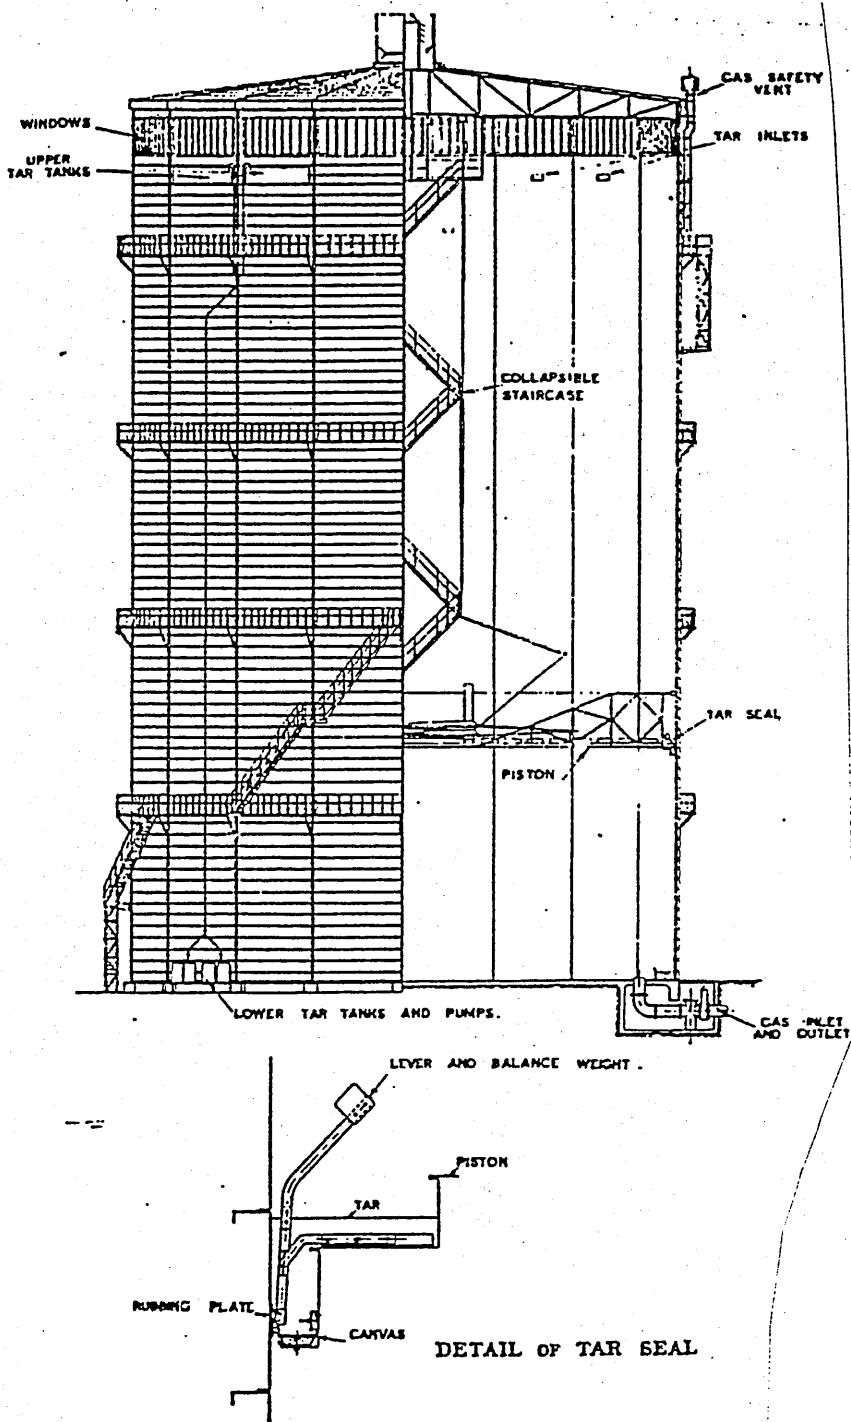 GAS SAFETY
VENT
WINDOWS
TAR INLETS
UPPER
TAR TANKS
COLLAPSIBLE
STAIRCASE
TAR SEAL
PISTON
LOWER TAR TANKS AND PUMPS.
GAS INLET
AND OUTLET
LEVER AND BALANCE WEIGHT.
PISTON
TAR
RUNNING PLATE
CANVAS
DETAIL OF TAR SEAL